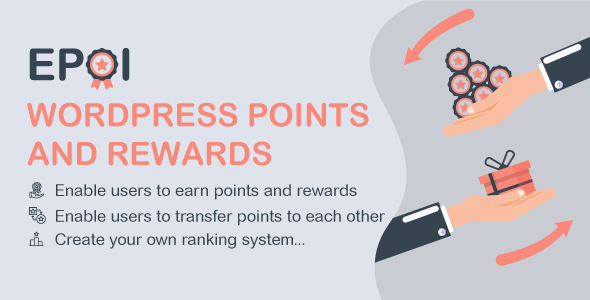 EPOI
WORDPRESS POINTS
AND REWARDS
Enable users to earn points and rewards
Enable users to transfer points to each other
Create your own ranking system...